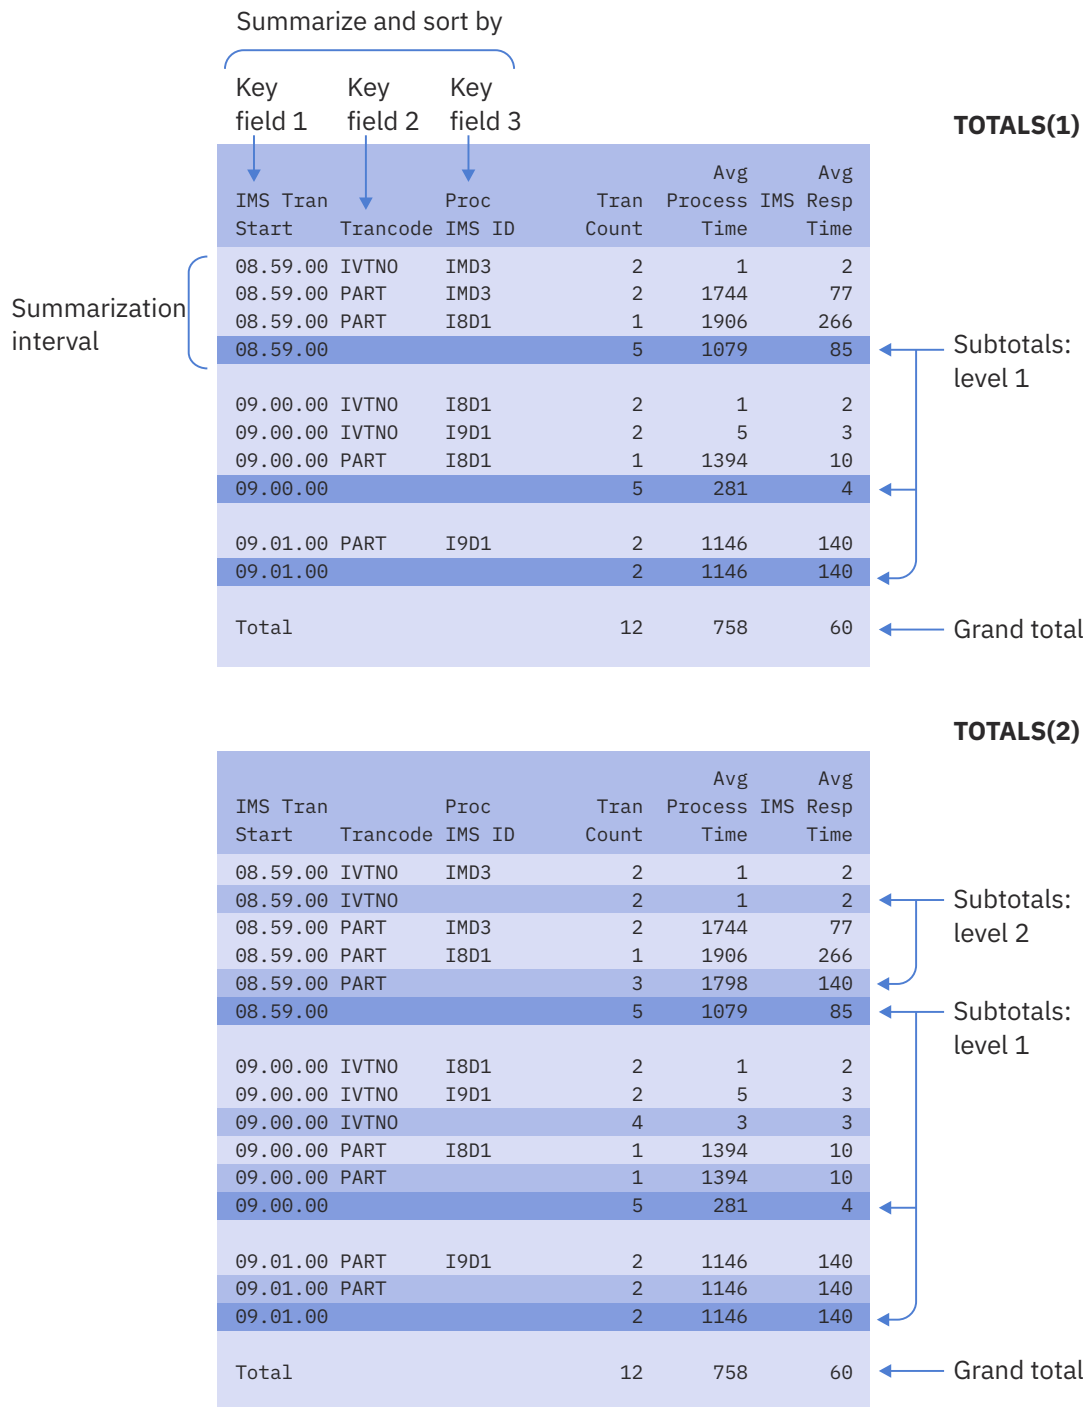 Summarize and sort by
Key field 1
Key field 2
Key field 3
TOTALS(1)
Avg Avg
IMS Tran Proc Tran Process IMS Resp
Start Trancode IMS ID Count Time Time
Summarization interval
08.59.00 IVTNO IMD3 2 1 2
08.59.00 PART IMD3 2 1744 77
08.59.00 PART I8D1 1 1906 266
08.59.00 5 1079 85
Subtotals: level 1
09.00.00 IVTNO I8D1 2 1 2
09.00.00 IVTNO I9D1 2 5 3
09.00.00 PART I8D1 1 1394 10
09.00.00 5 281 4
09.01.00 PART I9D1 2 1146 140
09.01.00 2 1146 140
Total 12 758 60
Grand total
TOTALS(2)
Avg Avg
IMS Tran Proc Tran Process IMS Resp
Start Trancode IMS ID Count Time Time
08.59.00 IVTNO IMD3 2 1 2
08.59.00 IVTNO 2 1 2
Subtotals: level 2
08.59.00 PART IMD3 2 1744 77
08.59.00 PART I8D1 1 1906 266
08.59.00 PART 3 1798 140
08.59.00 5 1079 85
Subtotals: level 1
09.00.00 IVTNO I8D1 2 1 2
09.00.00 IVTNO I9D1 2 5 3
09.00.00 IVTNO 4 3 3
09.00.00 PART I8D1 1 1394 10
09.00.00 PART 1 1394 10
09.00.00 5 281 4
09.01.00 PART I9D1 2 1146 140
09.01.00 PART 2 1146 140
09.01.00 2 1146 140
Total 12 758 60
Grand total